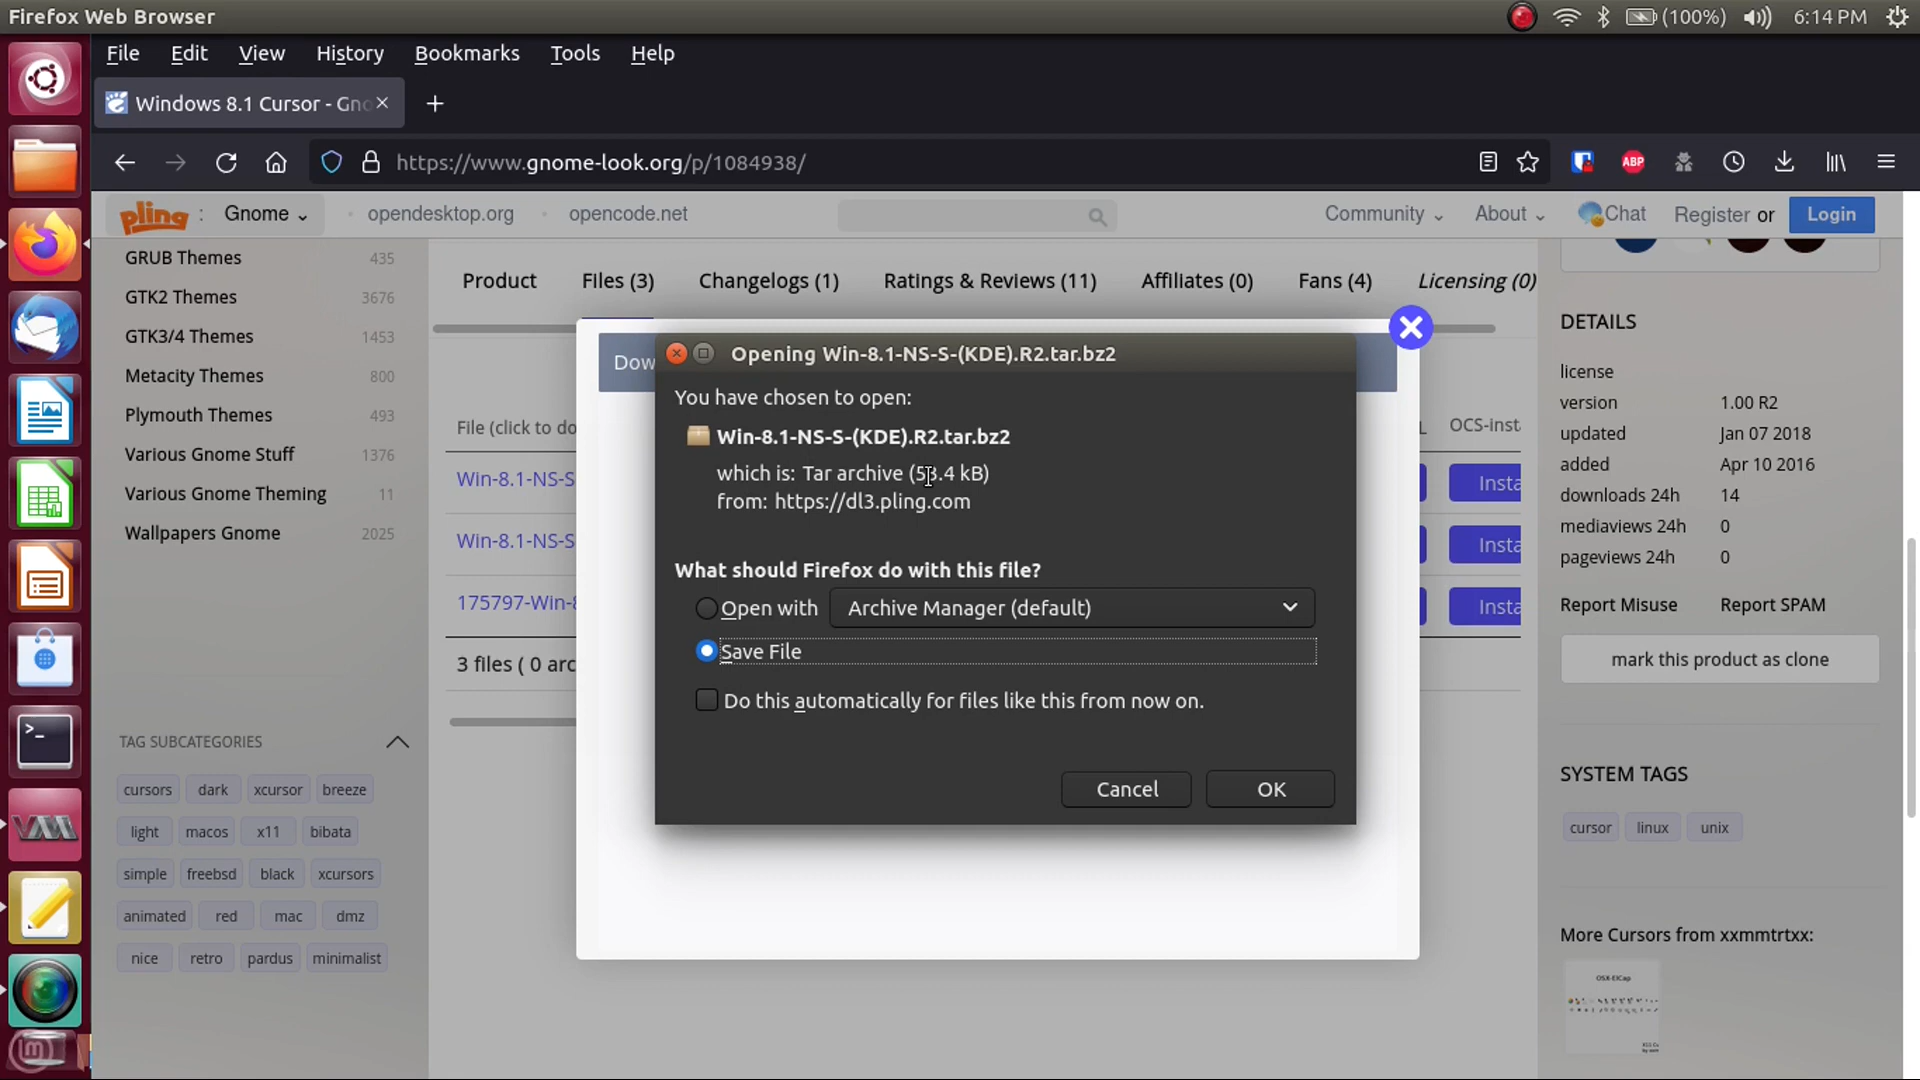 Firefox Web Browser
(100%)
6:14 PM
File Edit View History Bookmarks Tools Help
Windows 8.1 Cursor - Gno
https://www.gnome-look.org/p/1084938/
ABP
pling : Gnome
opendesktop.org
opencode.net
Community
About
Chat
Register or
Login
GRUB Themes 435
GTK2 Themes 3676
GTK3/4 Themes 1453
Metacity Themes 800
Plymouth Themes 493
Various Gnome Stuff 1376
Various Gnome Theming 11
Wallpapers Gnome 2025
TAG SUBCATEGORIES
cursors dark xcursor breeze
light macos x11 bibata
simple freebsd black xcursors
animated red mac dmz
nice retro pardus minimalist
Product Files (3) Changelogs (1) Ratings & Reviews (11) Affiliates (0) Fans (4) Licensing (0)
Dow
File (click to do
L OCS-insta
Win-8.1-NS-S
Insta
Win-8.1-NS-S
Insta
175797-Win-8
Insta
3 files ( 0 arc
Opening Win-8.1-NS-S-(KDE).R2.tar.bz2
You have chosen to open:
Win-8.1-NS-S-(KDE).R2.tar.bz2
which is: Tar archive (53.4 kB)
from: https://dl3.pling.com
What should Firefox do with this file?
Open with Archive Manager (default)
Save File
Do this automatically for files like this from now on.
Cancel OK
DETAILS
license
version 1.00 R2
updated Jan 07 2018
added Apr 10 2016
downloads 24h 14
mediaviews 24h 0
pageviews 24h 0
Report Misuse Report SPAM
mark this product as clone
SYSTEM TAGS
cursor linux unix
More Cursors from xxmmtrtxx:
OSX-ElCap